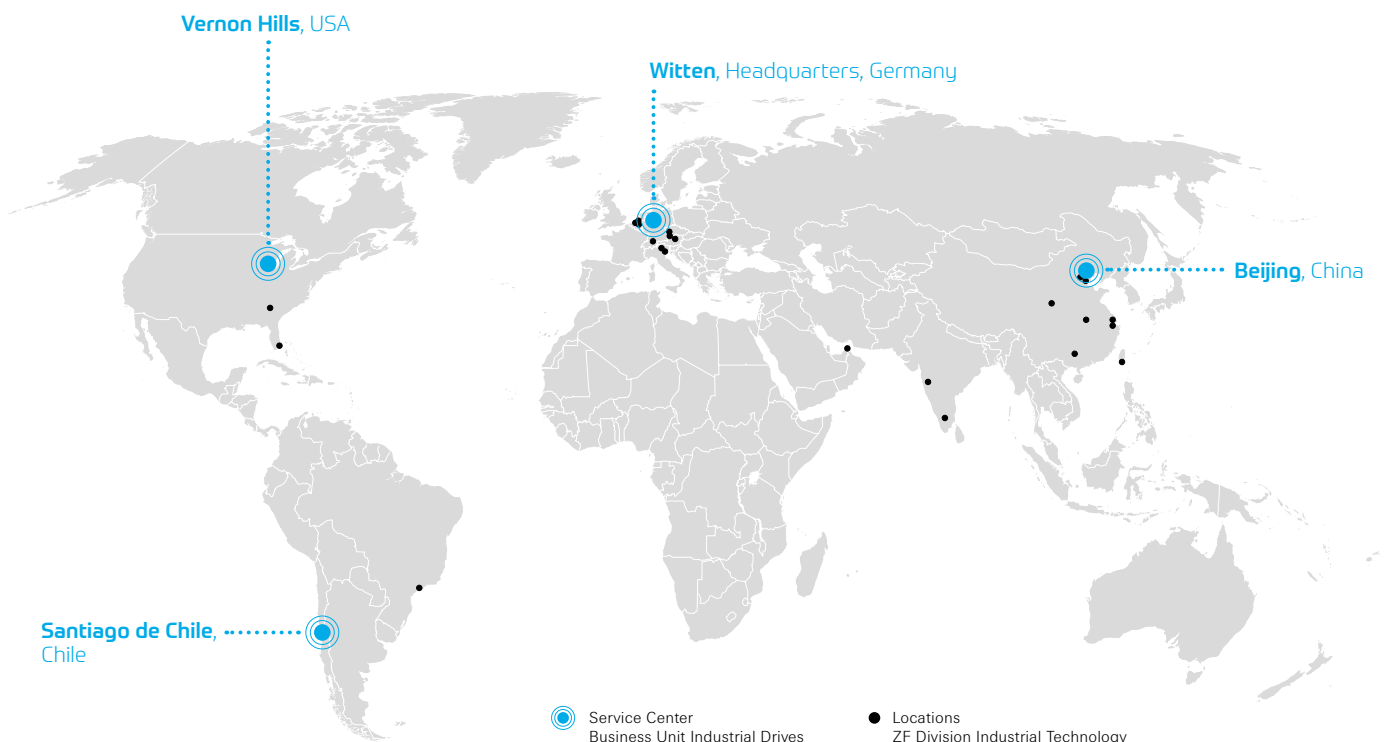 Vernon Hills, USA
Witten, Headquarters, Germany
Beijing, China
Santiago de Chile,
Chile
Service Center
Business Unit Industrial Drives
Locations
ZF Division Industrial Technology